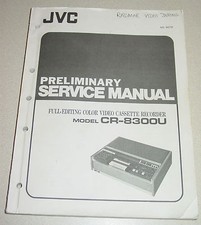 JVC
PRELIMINARY
SERVICE MANUAL
FULL-EDITING COLOR VIDEO CASSETTE RECORDER
MODEL CR-8300U